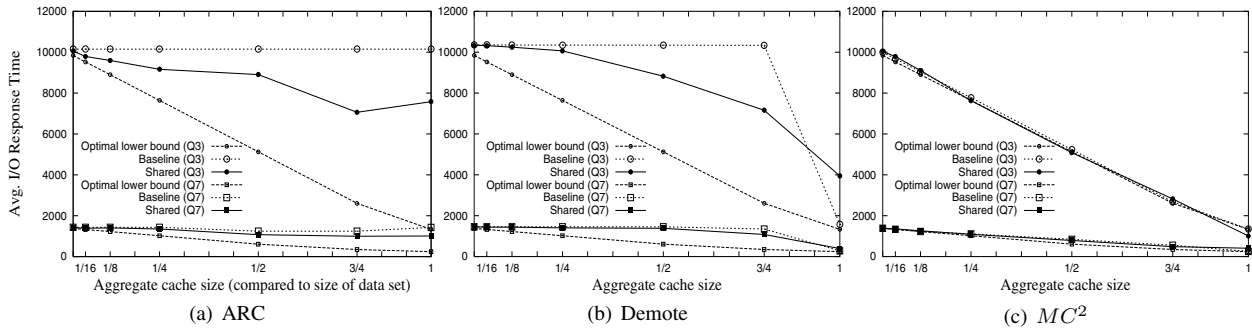 Avg. I/O Response Time
12000
10000
8000
6000
4000
2000
0
Optimal lower bound (Q3)
Baseline (Q3)
Shared (Q3)
Optimal lower bound (Q7)
Baseline (Q7)
Shared (Q7)
1/16 1/8 1/4 1/2 3/4 1
Aggregate cache size (compared to size of data set)
(a) ARC
12000
10000
8000
6000
4000
2000
0
Optimal lower bound (Q3)
Baseline (Q3)
Shared (Q3)
Optimal lower bound (Q7)
Baseline (Q7)
Shared (Q7)
1/16 1/8 1/4 1/2 3/4 1
Aggregate cache size
(b) Demote
12000
10000
8000
6000
4000
2000
0
Optimal lower bound (Q3)
Baseline (Q3)
Shared (Q3)
Optimal lower bound (Q7)
Baseline (Q7)
Shared (Q7)
1/16 1/8 1/4 1/2 3/4 1
Aggregate cache size
(c) MC²